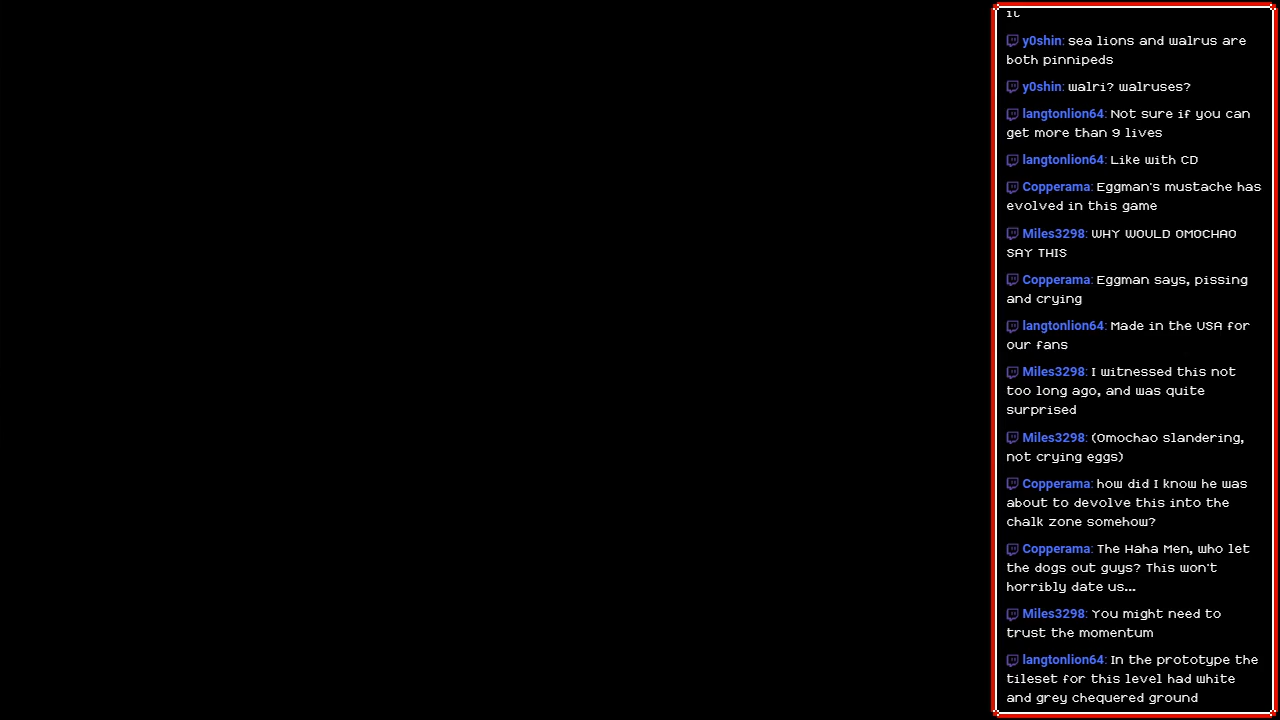 it
y0shin: sea lions and walrus are
both pinnipeds
y0shin: walri? walruses?
langtonlion64: Not sure if you can
get more than 9 lives
langtonlion64: Like with CD
Copperama: Eggman's mustache has
evolved in this game
Miles3298: WHY WOULD OMOCHAO
SAY THIS
Copperama: Eggman says, pissing
and crying
langtonlion64: Made in the USA for
our fans
Miles3298: I witnessed this not
too long ago, and was quite
surprised
Miles3298: (Omochao slandering,
not crying eggs)
Copperama: how did I know he was
about to devolve this into the
chalk zone somehow?
Copperama: The Haha Men, who let
the dogs out guys? This won't
horribly date us...
Miles3298: You might need to
trust the momentum
langtonlion64: In the prototype the
tileset for this level had white
and grey chequered ground